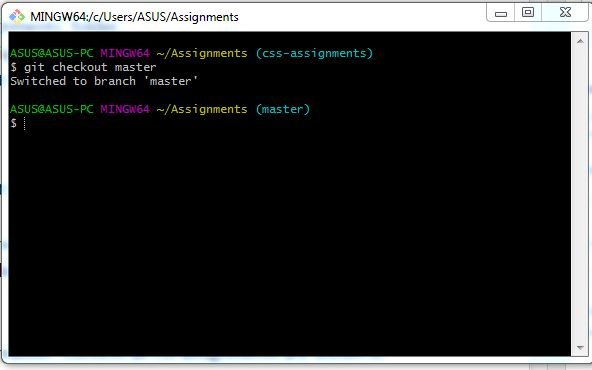 MINGW64:/c/Users/ASUS/Assignments
ASUS@ASUS-PC MINGW64 ~/Assignments (css-assignments)
$ git checkout master
Switched to branch 'master'
ASUS@ASUS-PC MINGW64 ~/Assignments (master)
$